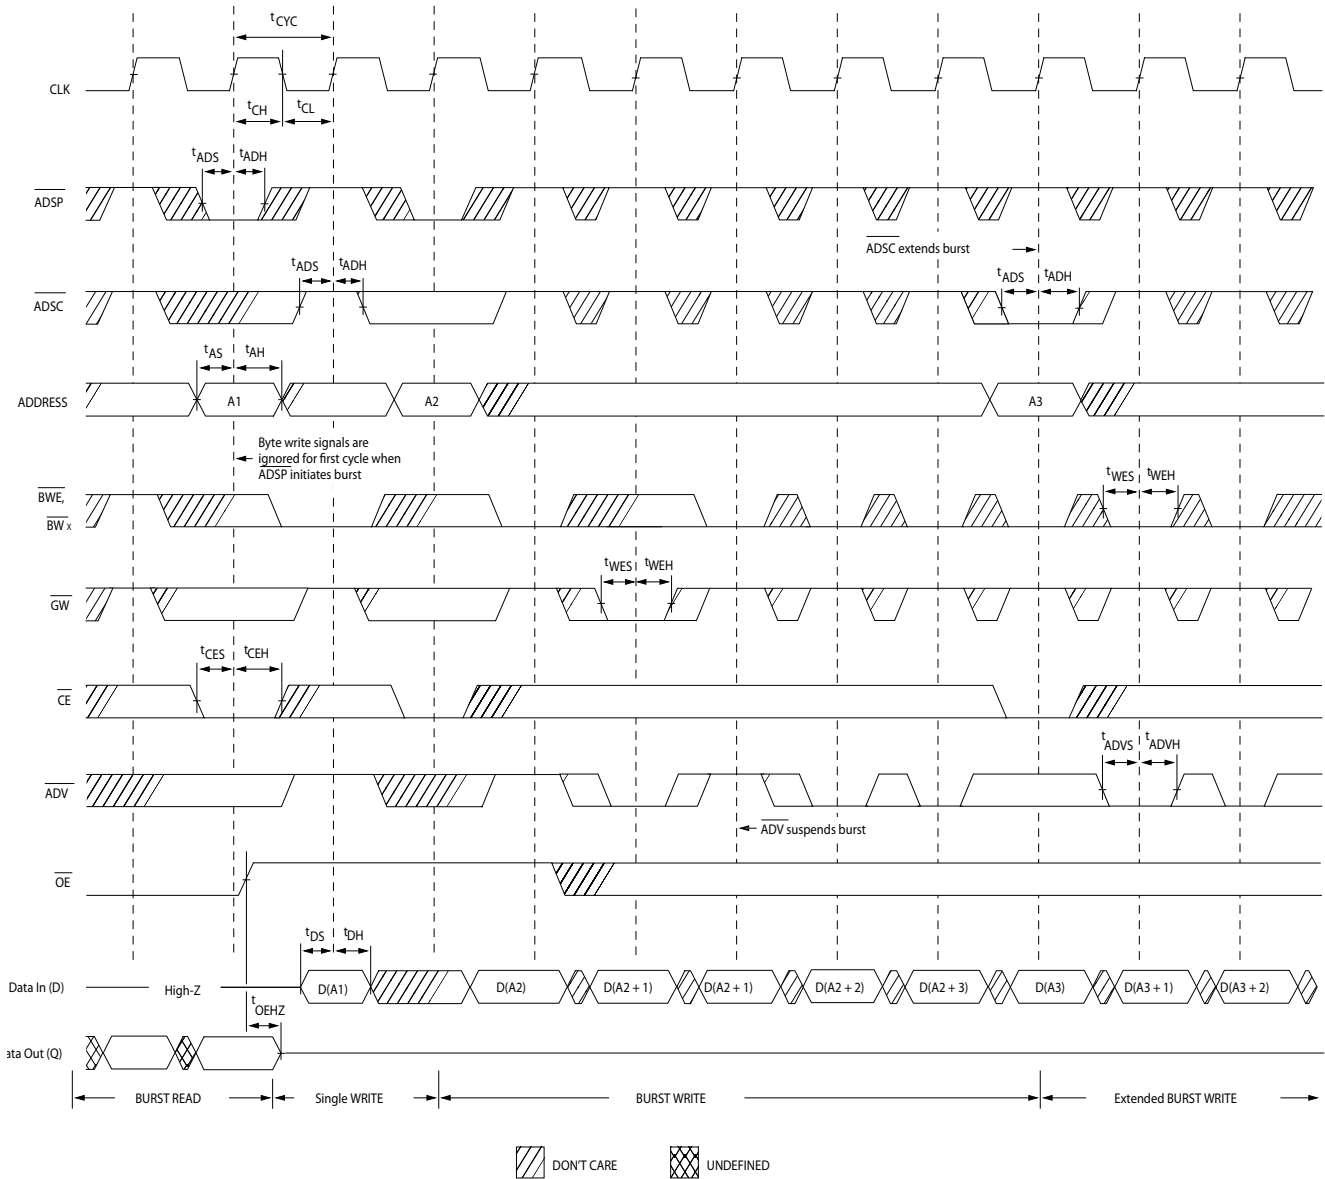 tCYC
CLK
tCH
tCL
tADS
tADH
ADSP
ADSC extends burst
tADS
tADH
tADS
tADH
ADSC
tAS
tAH
ADDRESS
A1
A2
A3
Byte write signals are
ignored for first cycle when
ADSP initiates burst
tWES
tWEH
BWE,
BW x
tWES
tWEH
GW
tCES
tCEH
CE
tADVS
tADVH
ADV
ADV suspends burst
OE
tDS
tDH
Data In (D)
High-Z
D(A1)
D(A2)
D(A2 + 1)
D(A2 + 1)
D(A2 + 2)
D(A2 + 3)
D(A3)
D(A3 + 1)
D(A3 + 2)
tOEHZ
ata Out (Q)
BURST READ
Single WRITE
BURST WRITE
Extended BURST WRITE
DON'T CARE
UNDEFINED